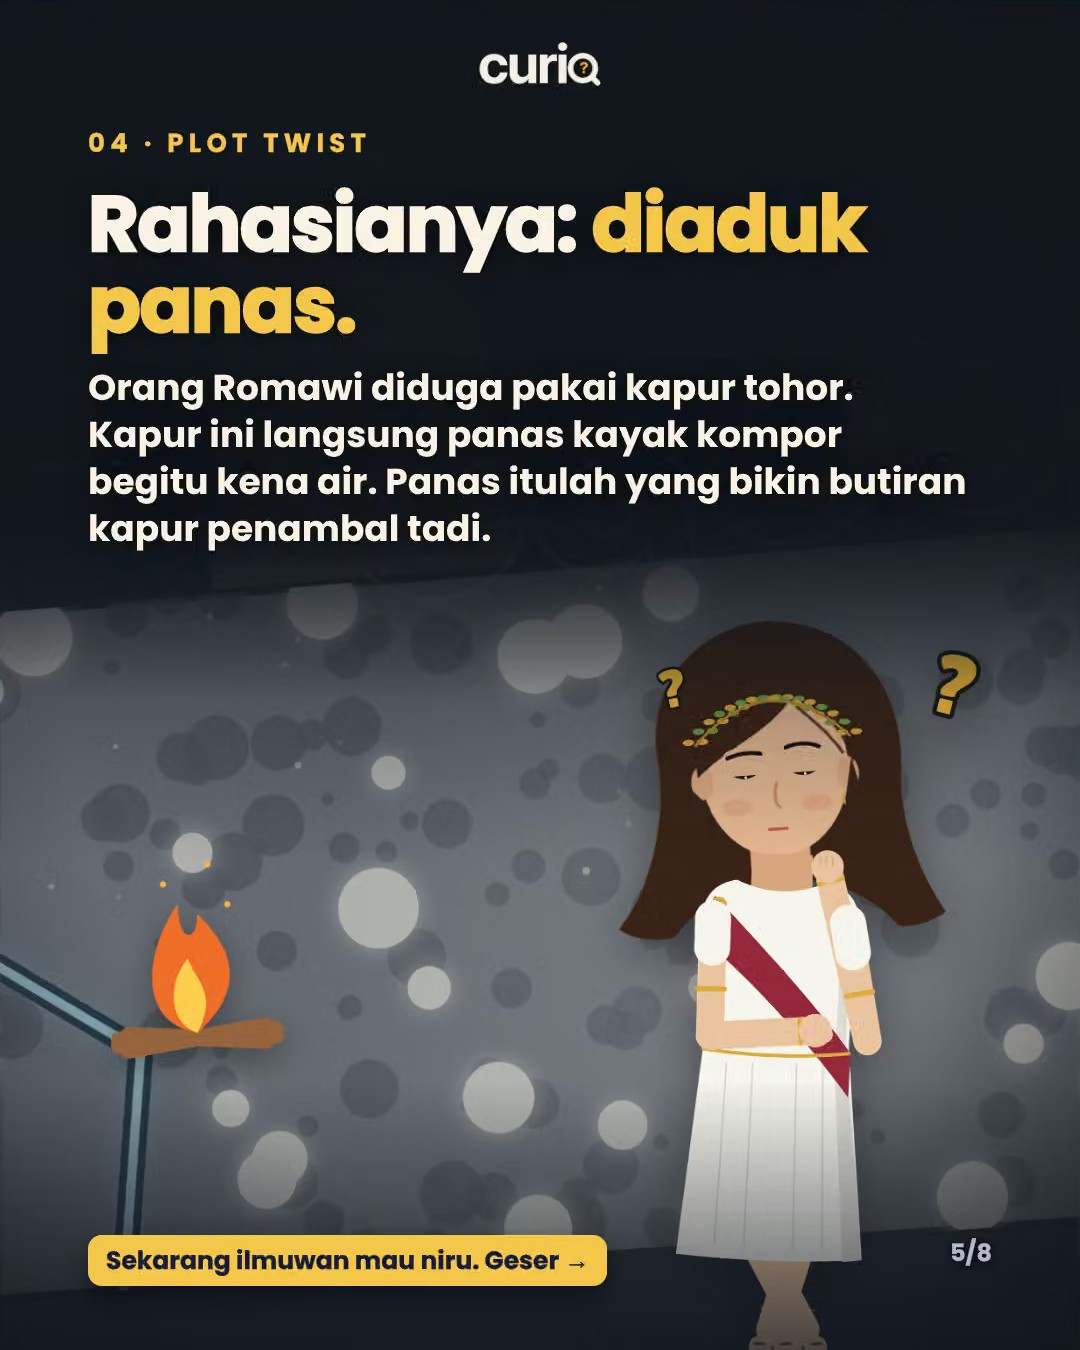 curio
04 · PLOT TWIST
Rahasianya: diaduk
panas.
Orang Romawi diduga pakai kapur tohor.
Kapur ini langsung panas kayak kompor
begitu kena air. Panas itulah yang bikin butiran
kapur penambal tadi.
?
?
Sekarang ilmuwan mau niru. Geser →
5/8